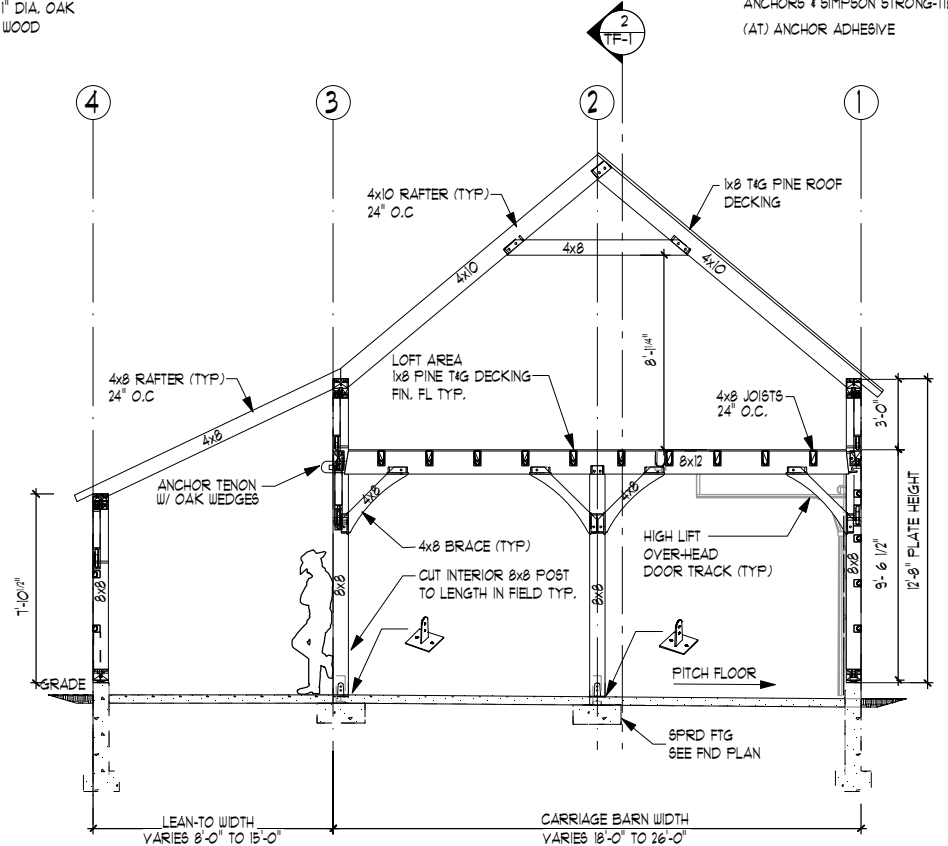 1" DIA. OAK
WOOD
ANCHORS & SIMPSON STRONG-TIE
(AT) ANCHOR ADHESIVE
2
TF-1
4
3
2
1
4x10 RAFTER (TYP)
24" O.C
1x8 T&G PINE ROOF
DECKING
4x8
4x10
4x10
8'-11/4"
LOFT AREA
1x8 PINE T&G DECKING
FIN. FL TYP.
4x8 RAFTER (TYP)
24" O.C
4x8
4x8 JOISTS
24" O.C.
3'-0"
8x12
ANCHOR TENON
W/ OAK WEDGES
4x8
4x8
4x8 BRACE (TYP)
HIGH LIFT
OVER-HEAD
DOOR TRACK (TYP)
CUT INTERIOR 8x8 POST
TO LENGTH IN FIELD TYP.
7'-10 1/2"
8x8
8x8
8x8
8x8
9'- 6 1/2"
12'-8" PLATE HEIGHT
GRADE
PITCH FLOOR
SPRD FTG
SEE FND PLAN
LEAN-TO WIDTH
VARIES 8'-0" TO 15'-0"
CARRIAGE BARN WIDTH
VARIES 18'-0" TO 26'-0"